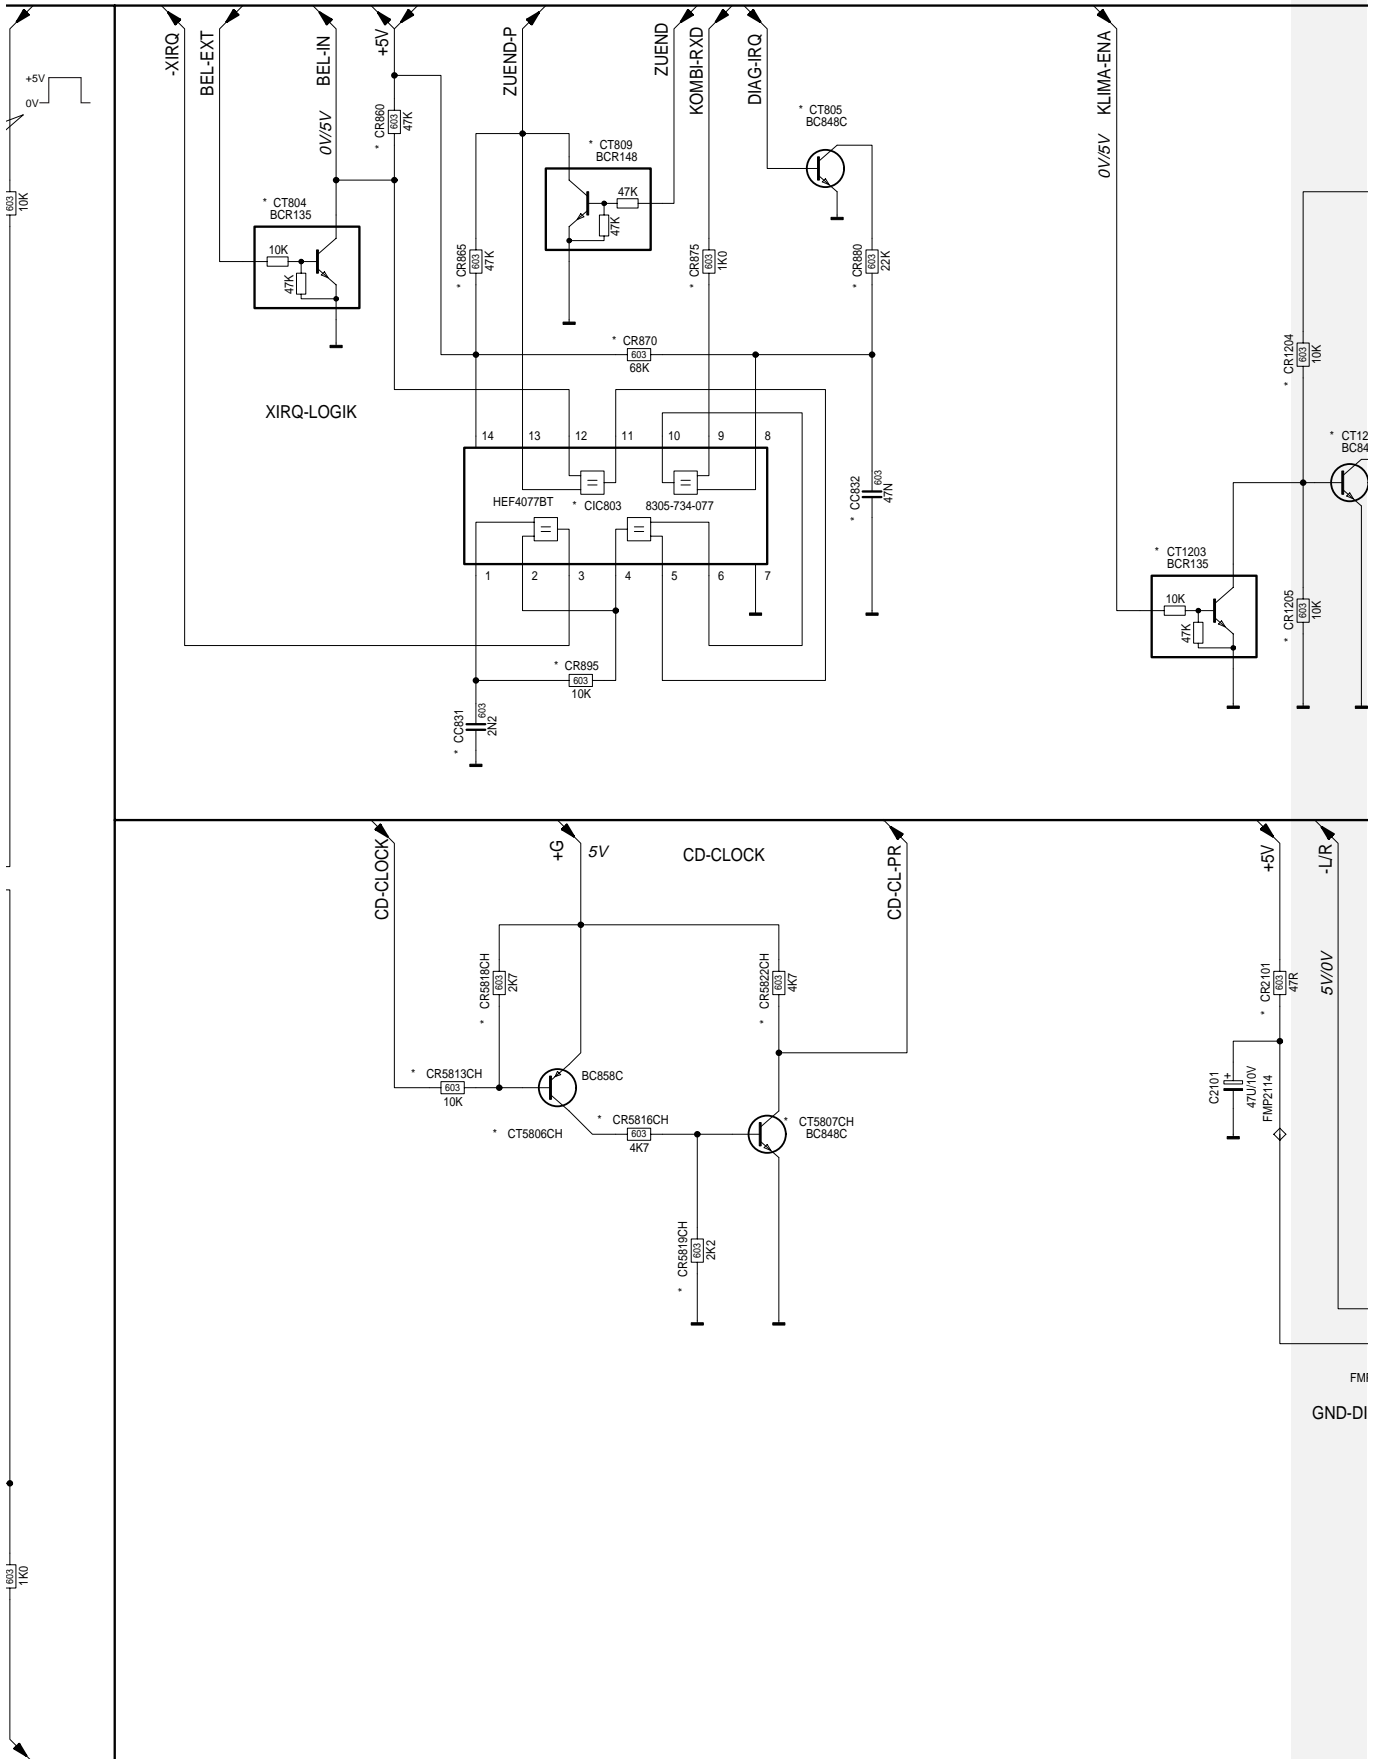 -XIRQ
BEL-EXT
BEL-IN
+5V
ZUEND-P
ZUEND
KOMBI-RXD
DIAG-IRQ
KLIMA-ENA
+5V
0V
0V/5V
0V/5V
* CR860
603
47K
* CT805
BC848C
* CT809
BCR148
47K
47K
603
10K
* CT804
BCR135
10K
47K
* CR865
603
47K
* CR875
603
1K0
* CR880
603
22K
* CR870
603
68K
* CR1204
603
10K
XIRQ-LOGIK
14 13 12 11 10 9 8
* CT12
BC84
HEF4077BT * CIC803 8305-734-077
= =
= =
* CC832
603
47N
1 2 3 4 5 6 7
* CT1203
BCR135
10K
47K
* CR1205
603
10K
* CR895
603
10K
* CC831
603
2N2
CD-CLOCK
+G
5V
CD-CLOCK
CD-CL-PR
+5V
-L/R
* CR5818CH
603
2K7
* CR5822CH
603
4K7
* CR2101
603
47R
5V/0V
* CR5813CH
603
10K
BC858C
* CT5806CH
* CR5816CH
603
4K7
* CT5807CH
BC848C
C2101
+
47U/10V
FMP2114
* CR5819CH
603
2K2
GND-DI
603
1K0